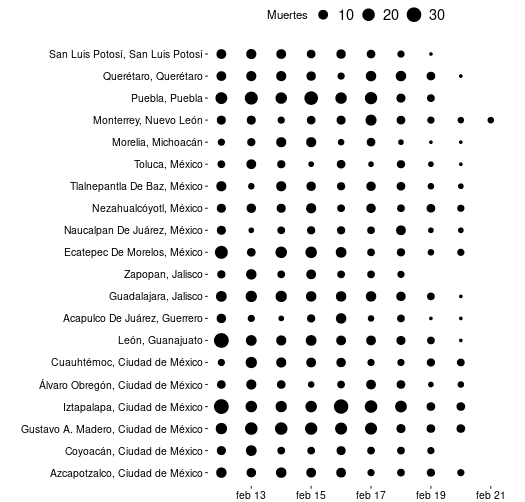 Muertes 10 20 30
San Luis Potosí, San Luis Potosí
Querétaro, Querétaro
Puebla, Puebla
Monterrey, Nuevo León
Morelia, Michoacán
Toluca, México
Tlalnepantla De Baz, México
Nezahualcóyotl, México
Naucalpan De Juárez, México
Ecatepec De Morelos, México
Zapopan, Jalisco
Guadalajara, Jalisco
Acapulco De Juárez, Guerrero
León, Guanajuato
Cuauhtémoc, Ciudad de México
Álvaro Obregón, Ciudad de México
Iztapalapa, Ciudad de México
Gustavo A. Madero, Ciudad de México
Coyoacán, Ciudad de México
Azcapotzalco, Ciudad de México
feb 13 feb 15 feb 17 feb 19 feb 21